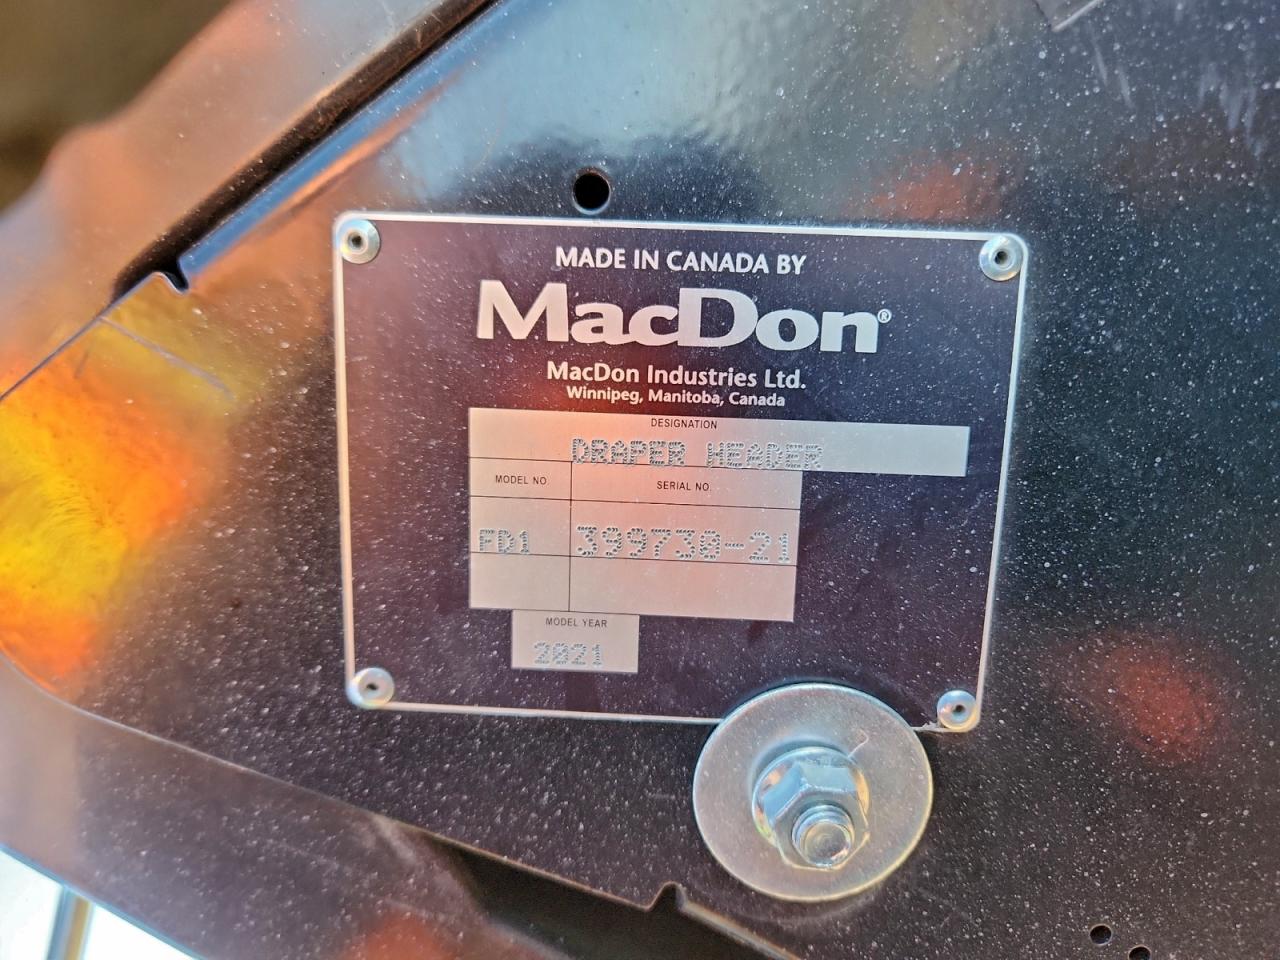 MADE IN CANADA BY
MacDon®
MacDon Industries Ltd.
Winnipeg, Manitoba, Canada
DESIGNATION
DRAPER HEADER
MODEL NO.
SERIAL NO.
FD1
399738-21
MODEL YEAR
2021